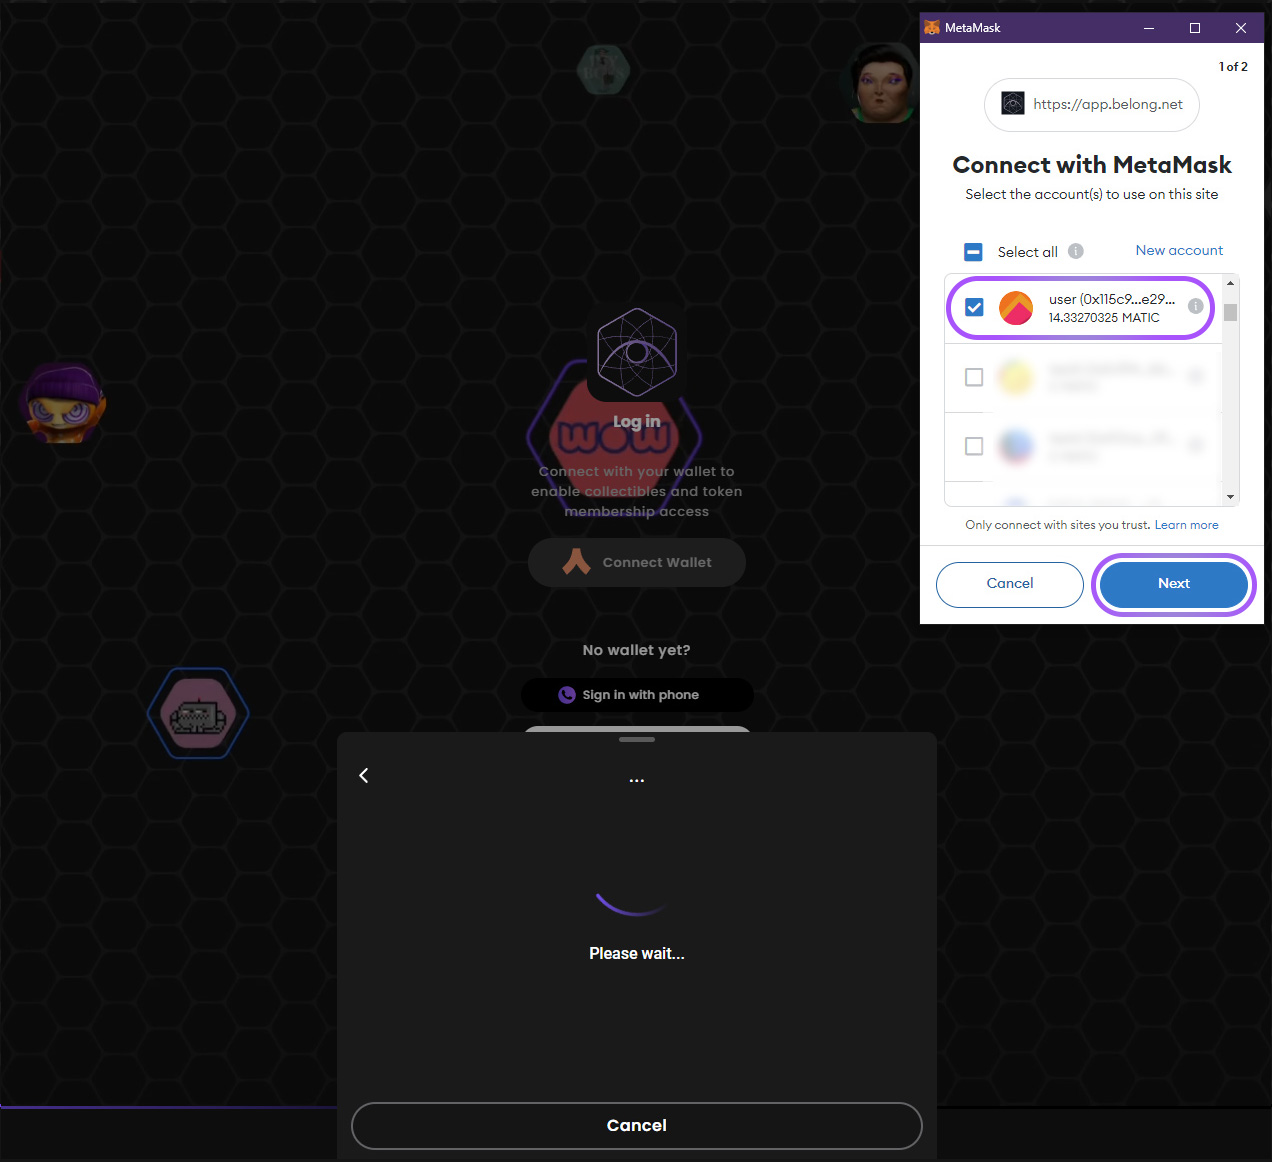 MetaMask
1 of 2
https://app.belong.net
Connect with MetaMask
Select the account(s) to use on this site
Select all
New account
user (0x115c9...e29...
14.33270325 MATIC
Only connect with sites you trust. Learn more
Cancel
Next
Log in
WOW
Connect with your wallet to
enable collectibles and token
membership access
Connect Wallet
No wallet yet?
Sign in with phone
...
Please wait...
Cancel